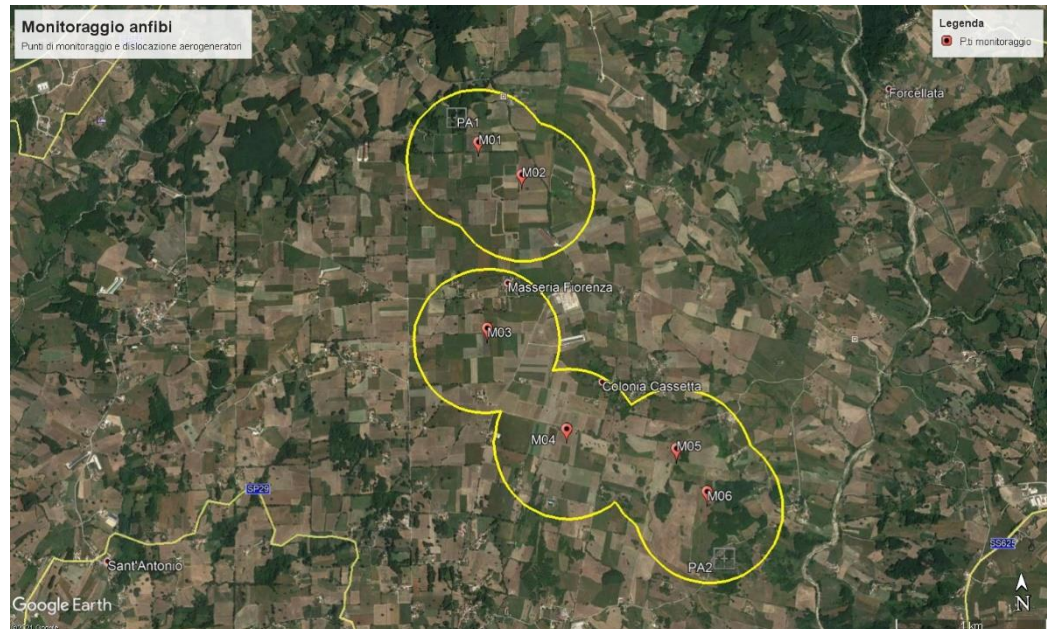 Monitoraggio anfibi
Punti di monitoraggio e dislocazione aerogeneratori
Legenda
P.ti monitoraggio
Forcellata
PA1
M01
M02
Masseria Fiorenza
M03
Colonia Cassetta
M04
M05
M06
SP29
PA2
Sant'Antonio
Google Earth
N
1 km